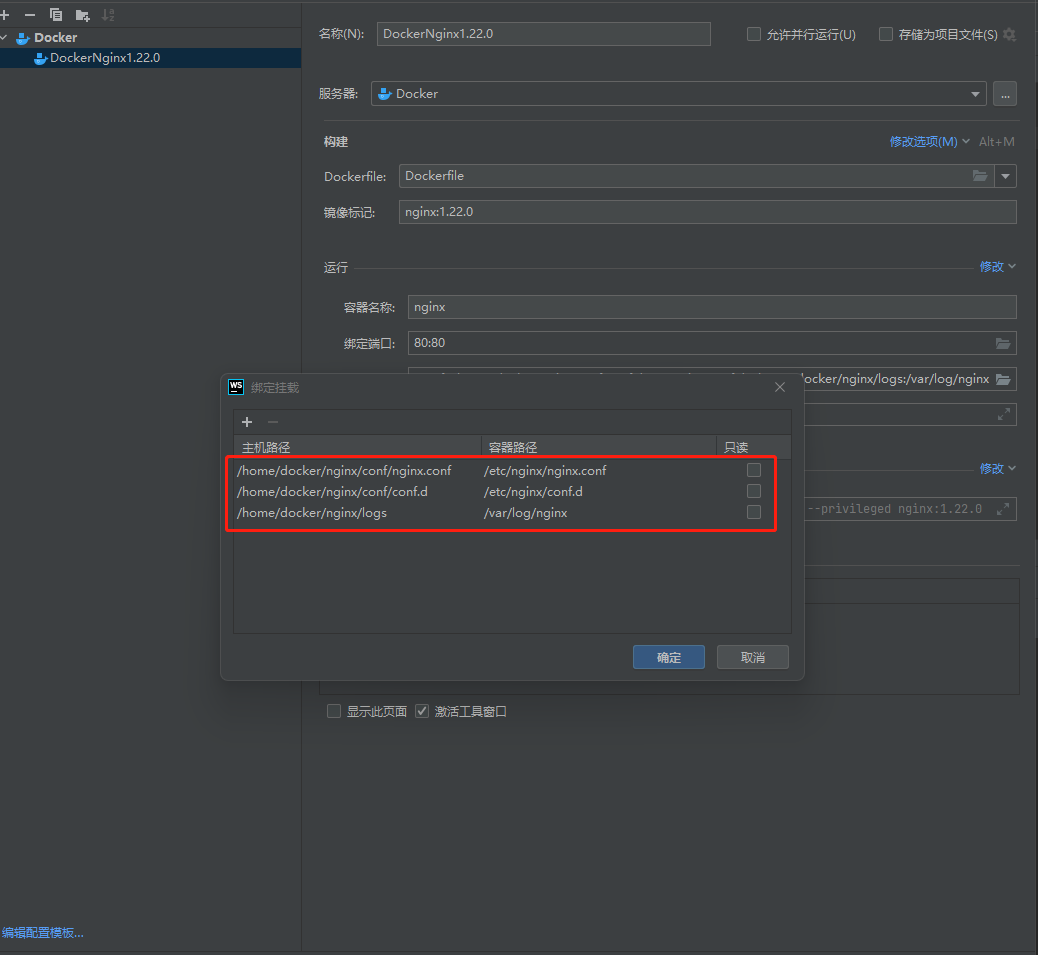 Docker
DockerNginx1.22.0
名称(N): DockerNginx1.22.0 允许并行运行(U) 存储为项目文件(S)
服务器: Docker ...
构建 修改选项(M) Alt+M
Dockerfile: Dockerfile
镜像标记: nginx:1.22.0
运行 修改
容器名称: nginx
绑定端口: 80:80
ocker/nginx/logs:/var/log/nginx
WS 绑定挂载
主机路径 容器路径 只读
/home/docker/nginx/conf/nginx.conf /etc/nginx/nginx.conf
/home/docker/nginx/conf/conf.d /etc/nginx/conf.d
/home/docker/nginx/logs /var/log/nginx
修改
--privileged nginx:1.22.0
确定 取消
显示此页面 激活工具窗口
编辑配置模板...